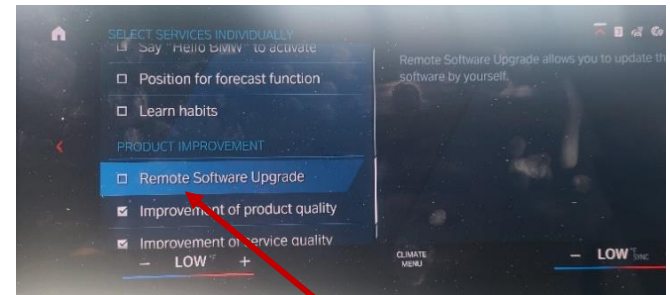 SELECT SERVICES INDIVIDUALLY
Say "Hello BMW" to activate
Remote Software Upgrade allows you to update th
software by yourself.
Position for forecast function
Learn habits
PRODUCT IMPROVEMENT
Remote Software Upgrade
Improvement of product quality
Improvement of service quality
- LOW °F +
CLIMATE
MENU
- LOW °F
SYNC